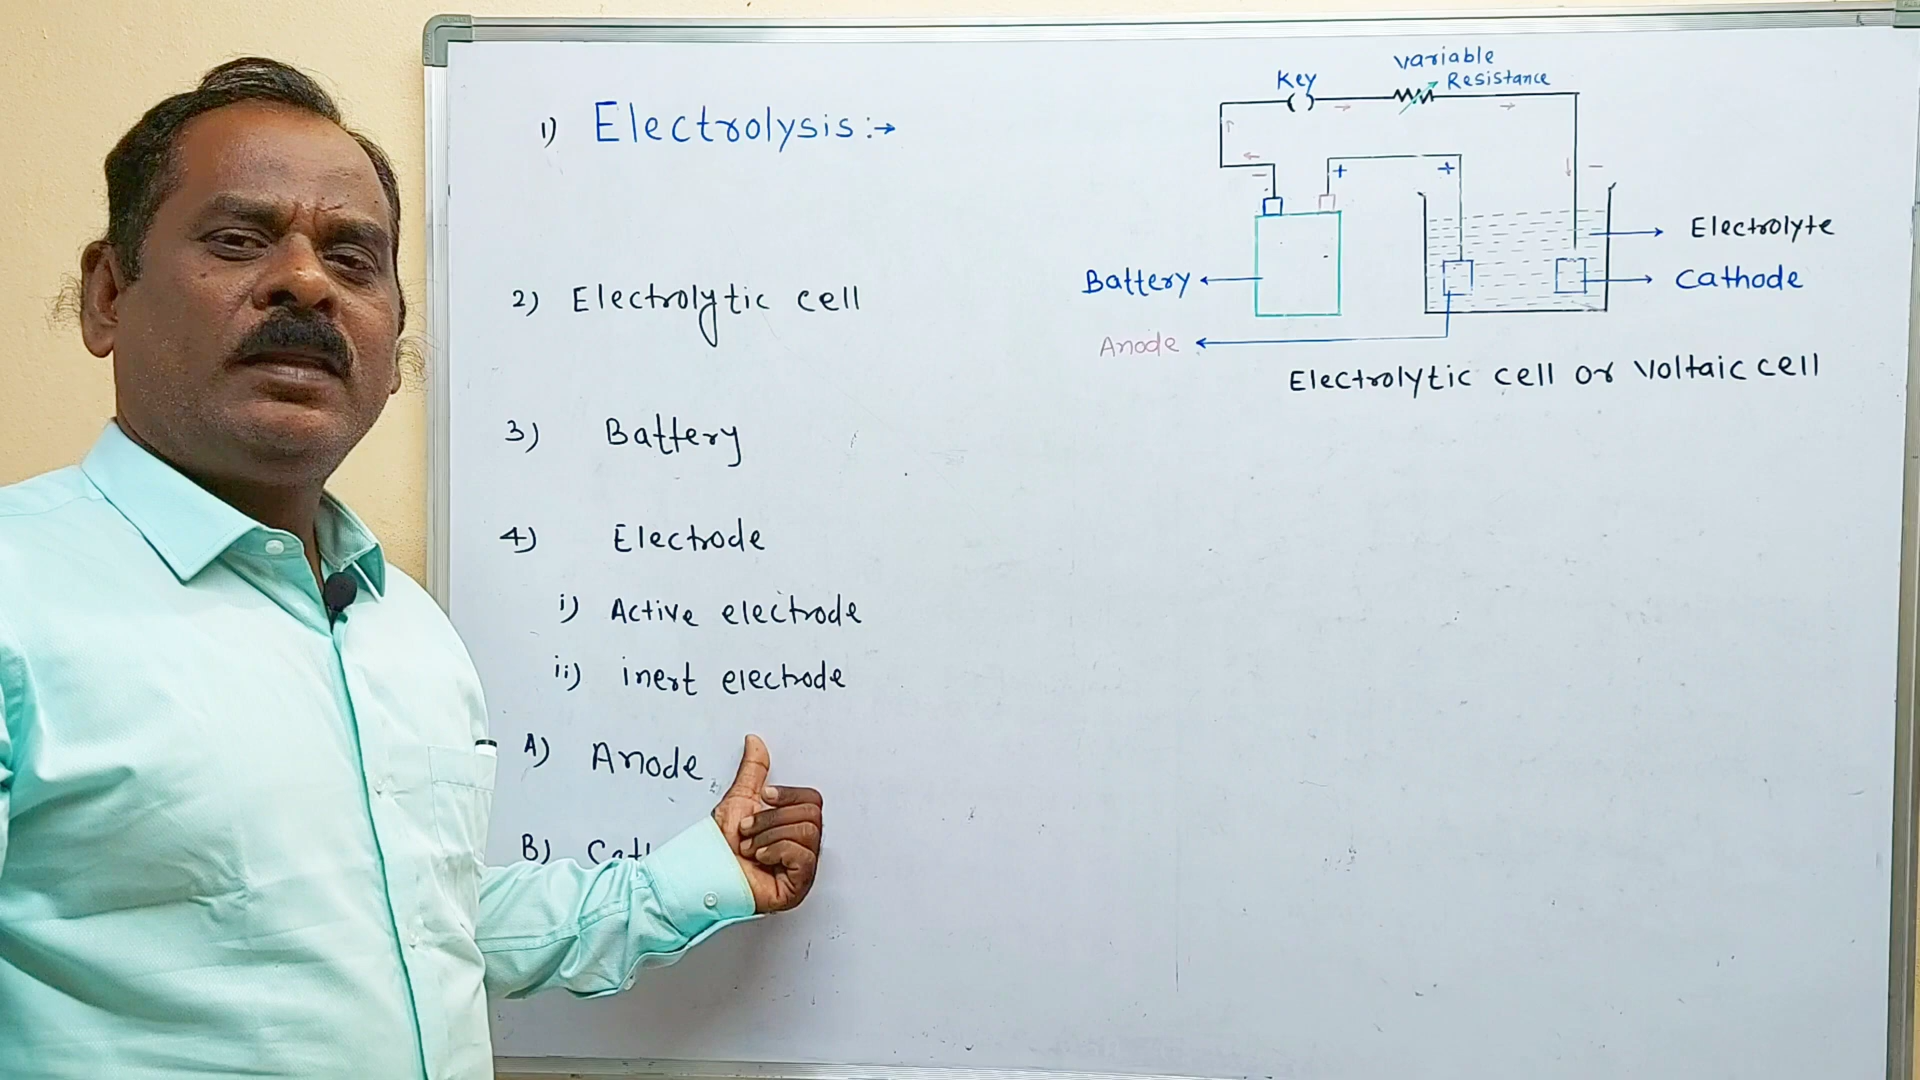 1) Electrolysis :→
2) Electrolytic cell
3) Battery
4) Electrode
i) Active electrode
ii) inert electrode
A) Anode
B)
Key
variable
Resistance
+ +
− −
Electrolyte
Battery
Cathode
Anode
Electrolytic cell or Voltaic cell